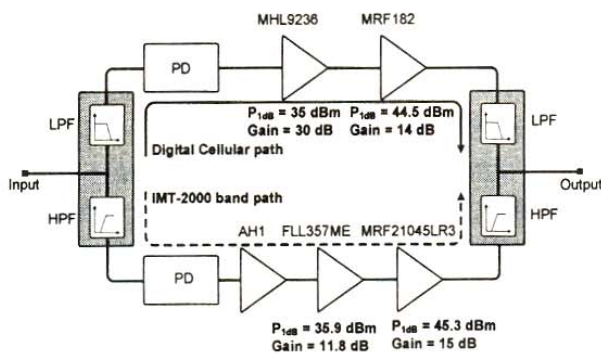 MHL9236 MRF182
PD
LPF
P1dB = 35 dBm P1dB = 44.5 dBm
Gain = 30 dB Gain = 14 dB
LPF
Digital Cellular path
Input
Output
IMT-2000 band path
HPF
HPF
AH1 FLL357ME MRF21045LR3
PD
P1dB = 35.9 dBm P1dB = 45.3 dBm
Gain = 11.8 dB Gain = 15 dB